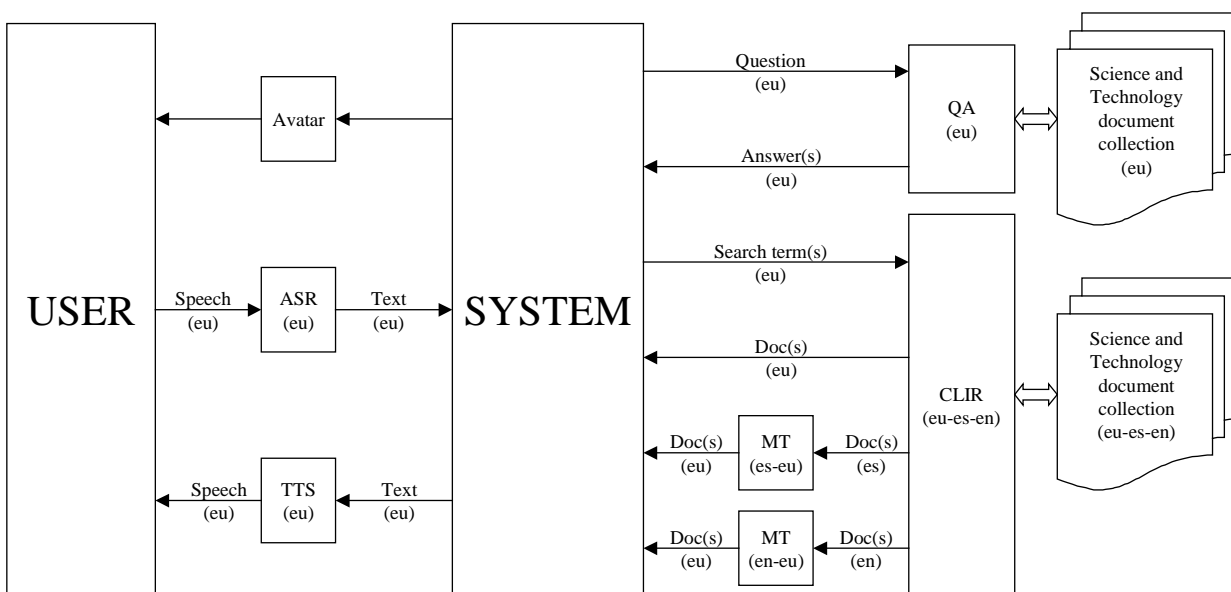 USER
Avatar
Speech
(eu)
ASR
(eu)
Text
(eu)
Speech
(eu)
TTS
(eu)
Text
(eu)
SYSTEM
Question
(eu)
Answer(s)
(eu)
QA
(eu)
Science and
Technology
document
collection
(eu)
Search term(s)
(eu)
Doc(s)
(eu)
Doc(s)
(eu)
MT
(es-eu)
Doc(s)
(es)
Doc(s)
(eu)
MT
(en-eu)
Doc(s)
(en)
CLIR
(eu-es-en)
Science and
Technology
document
collection
(eu-es-en)